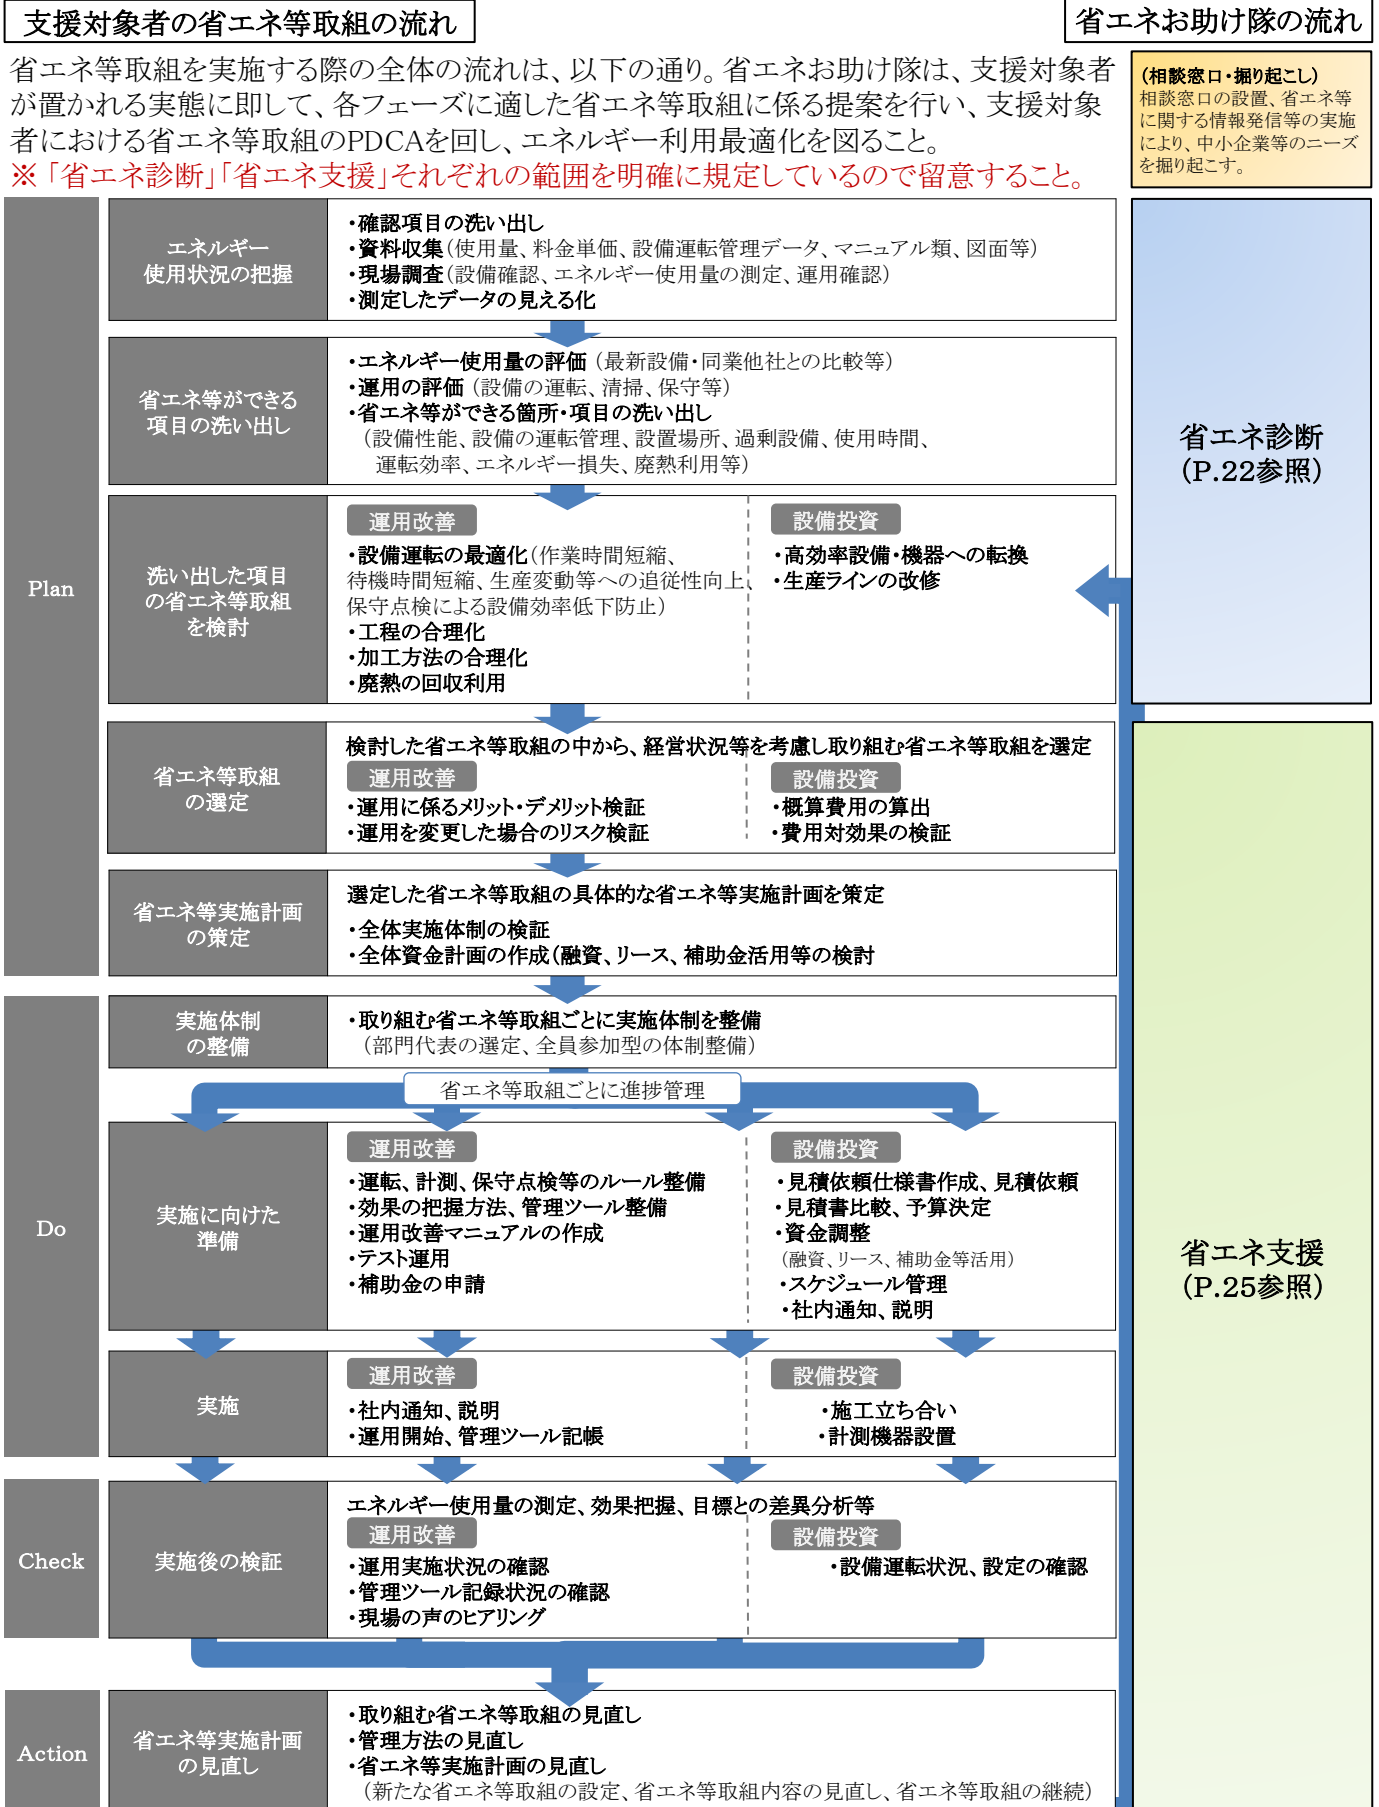 支援対象者の省エネ等取組の流れ
省エネお助け隊の流れ
省エネ等取組を実施する際の全体の流れは、以下の通り。省エネお助け隊は、支援対象者
が置かれる実態に即して、各フェーズに適した省エネ等取組に係る提案を行い、支援対象
者における省エネ等取組のPDCAを回し、エネルギー利用最適化を図ること。
※「省エネ診断」「省エネ支援」それぞれの範囲を明確に規定しているので留意すること。
(相談窓口・掘り起こし)
相談窓口の設置、省エネ等
に関する情報発信等の実施
により、中小企業等のニーズ
を掘り起こす。
Plan
エネルギー
使用状況の把握
・確認項目の洗い出し
・資料収集(使用量、料金単価、設備運転管理データ、マニュアル類、図面等)
・現場調査(設備確認、エネルギー使用量の測定、運用確認)
・測定したデータの見える化
省エネ等ができる
項目の洗い出し
・エネルギー使用量の評価 (最新設備・同業他社との比較等)
・運用の評価 (設備の運転、清掃、保守等)
・省エネ等ができる箇所・項目の洗い出し
(設備性能、設備の運転管理、設置場所、過剰設備、使用時間、
運転効率、エネルギー損失、廃熱利用等)
洗い出した項目
の省エネ等取組
を検討
運用改善
・設備運転の最適化(作業時間短縮、
待機時間短縮、生産変動等への追従性向上、
保守点検による設備効率低下防止)
・工程の合理化
・加工方法の合理化
・廃熱の回収利用
設備投資
・高効率設備・機器への転換
・生産ラインの改修
省エネ診断
(P.22参照)
省エネ等取組
の選定
検討した省エネ等取組の中から、経営状況等を考慮し取り組む省エネ等取組を選定
運用改善
・運用に係るメリット・デメリット検証
・運用を変更した場合のリスク検証
設備投資
・概算費用の算出
・費用対効果の検証
省エネ等実施計画
の策定
選定した省エネ等取組の具体的な省エネ等実施計画を策定
・全体実施体制の検証
・全体資金計画の作成(融資、リース、補助金活用等の検討
Do
実施体制
の整備
・取り組む省エネ等取組ごとに実施体制を整備
(部門代表の選定、全員参加型の体制整備)
省エネ等取組ごとに進捗管理
実施に向けた
準備
運用改善
・運転、計測、保守点検等のルール整備
・効果の把握方法、管理ツール整備
・運用改善マニュアルの作成
・テスト運用
・補助金の申請
設備投資
・見積依頼仕様書作成、見積依頼
・見積書比較、予算決定
・資金調整
(融資、リース、補助金等活用)
・スケジュール管理
・社内通知、説明
省エネ支援
(P.25参照)
実施
運用改善
・社内通知、説明
・運用開始、管理ツール記帳
設備投資
・施工立ち合い
・計測機器設置
Check
実施後の検証
エネルギー使用量の測定、効果把握、目標との差異分析等
運用改善
・運用実施状況の確認
・管理ツール記録状況の確認
・現場の声のヒアリング
設備投資
・設備運転状況、設定の確認
Action
省エネ等実施計画
の見直し
・取り組む省エネ等取組の見直し
・管理方法の見直し
・省エネ等実施計画の見直し
(新たな省エネ等取組の設定、省エネ等取組内容の見直し、省エネ等取組の継続)